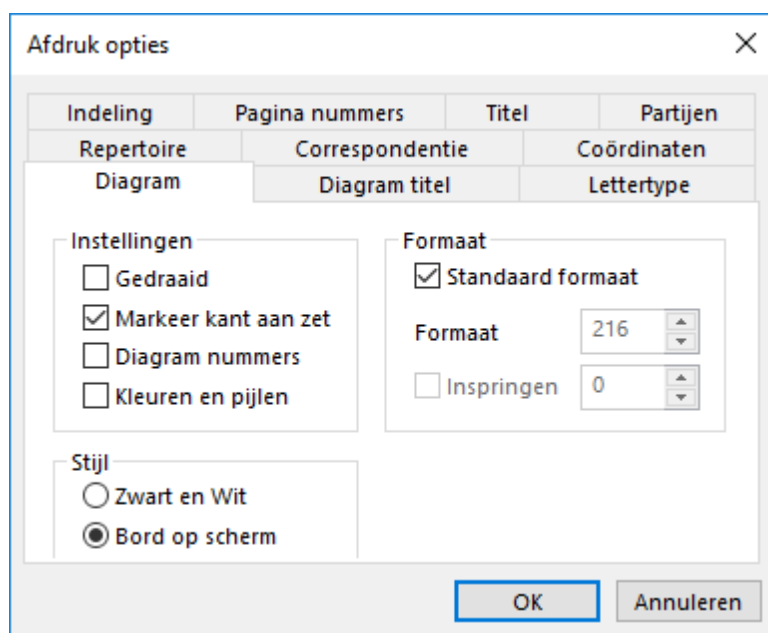 Afdruk opties
Indeling Pagina nummers Titel Partijen
Repertoire Correspondentie Coördinaten
Diagram Diagram titel Lettertype
Instellingen
Gedraaid
Markeer kant aan zet
Diagram nummers
Kleuren en pijlen
Formaat
Standaard formaat
Formaat 216
Inspringen 0
Stijl
Zwart en Wit
Bord op scherm
OK Annuleren